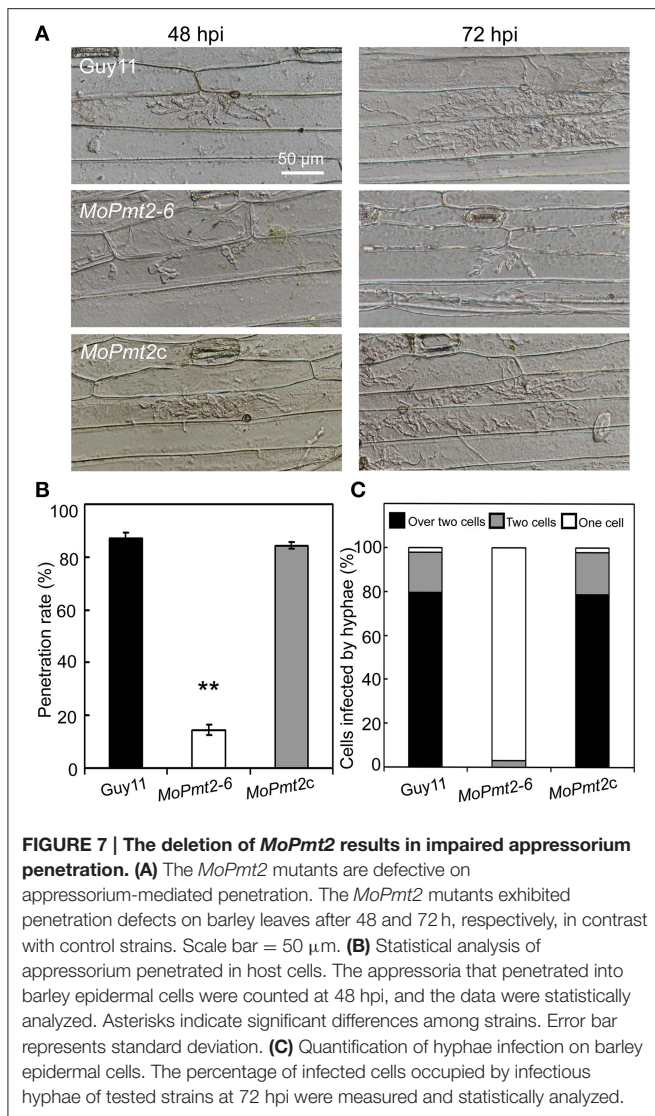 A
48 hpi
72 hpi
Guy11
50 μm
MoPmt2-6
MoPmt2c
B
C
Over two cells
Two cells
One cell
Penetration rate (%)
100
80
60
40
20
0
**
Guy11
MoPmt2-6
MoPmt2c
Cells infected by hyphae (%)
100
80
60
40
20
0
Guy11
MoPmt2-6
MoPmt2c
FIGURE 7 | The deletion of MoPmt2 results in impaired appressorium
penetration. (A) The MoPmt2 mutants are defective on
appressorium-mediated penetration. The MoPmt2 mutants exhibited
penetration defects on barley leaves after 48 and 72 h, respectively, in contrast
with control strains. Scale bar = 50 μm. (B) Statistical analysis of
appressorium penetrated in host cells. The appressoria that penetrated into
barley epidermal cells were counted at 48 hpi, and the data were statistically
analyzed. Asterisks indicate significant differences among strains. Error bar
represents standard deviation. (C) Quantification of hyphae infection on barley
epidermal cells. The percentage of infected cells occupied by infectious
hyphae of tested strains at 72 hpi were measured and statistically analyzed.